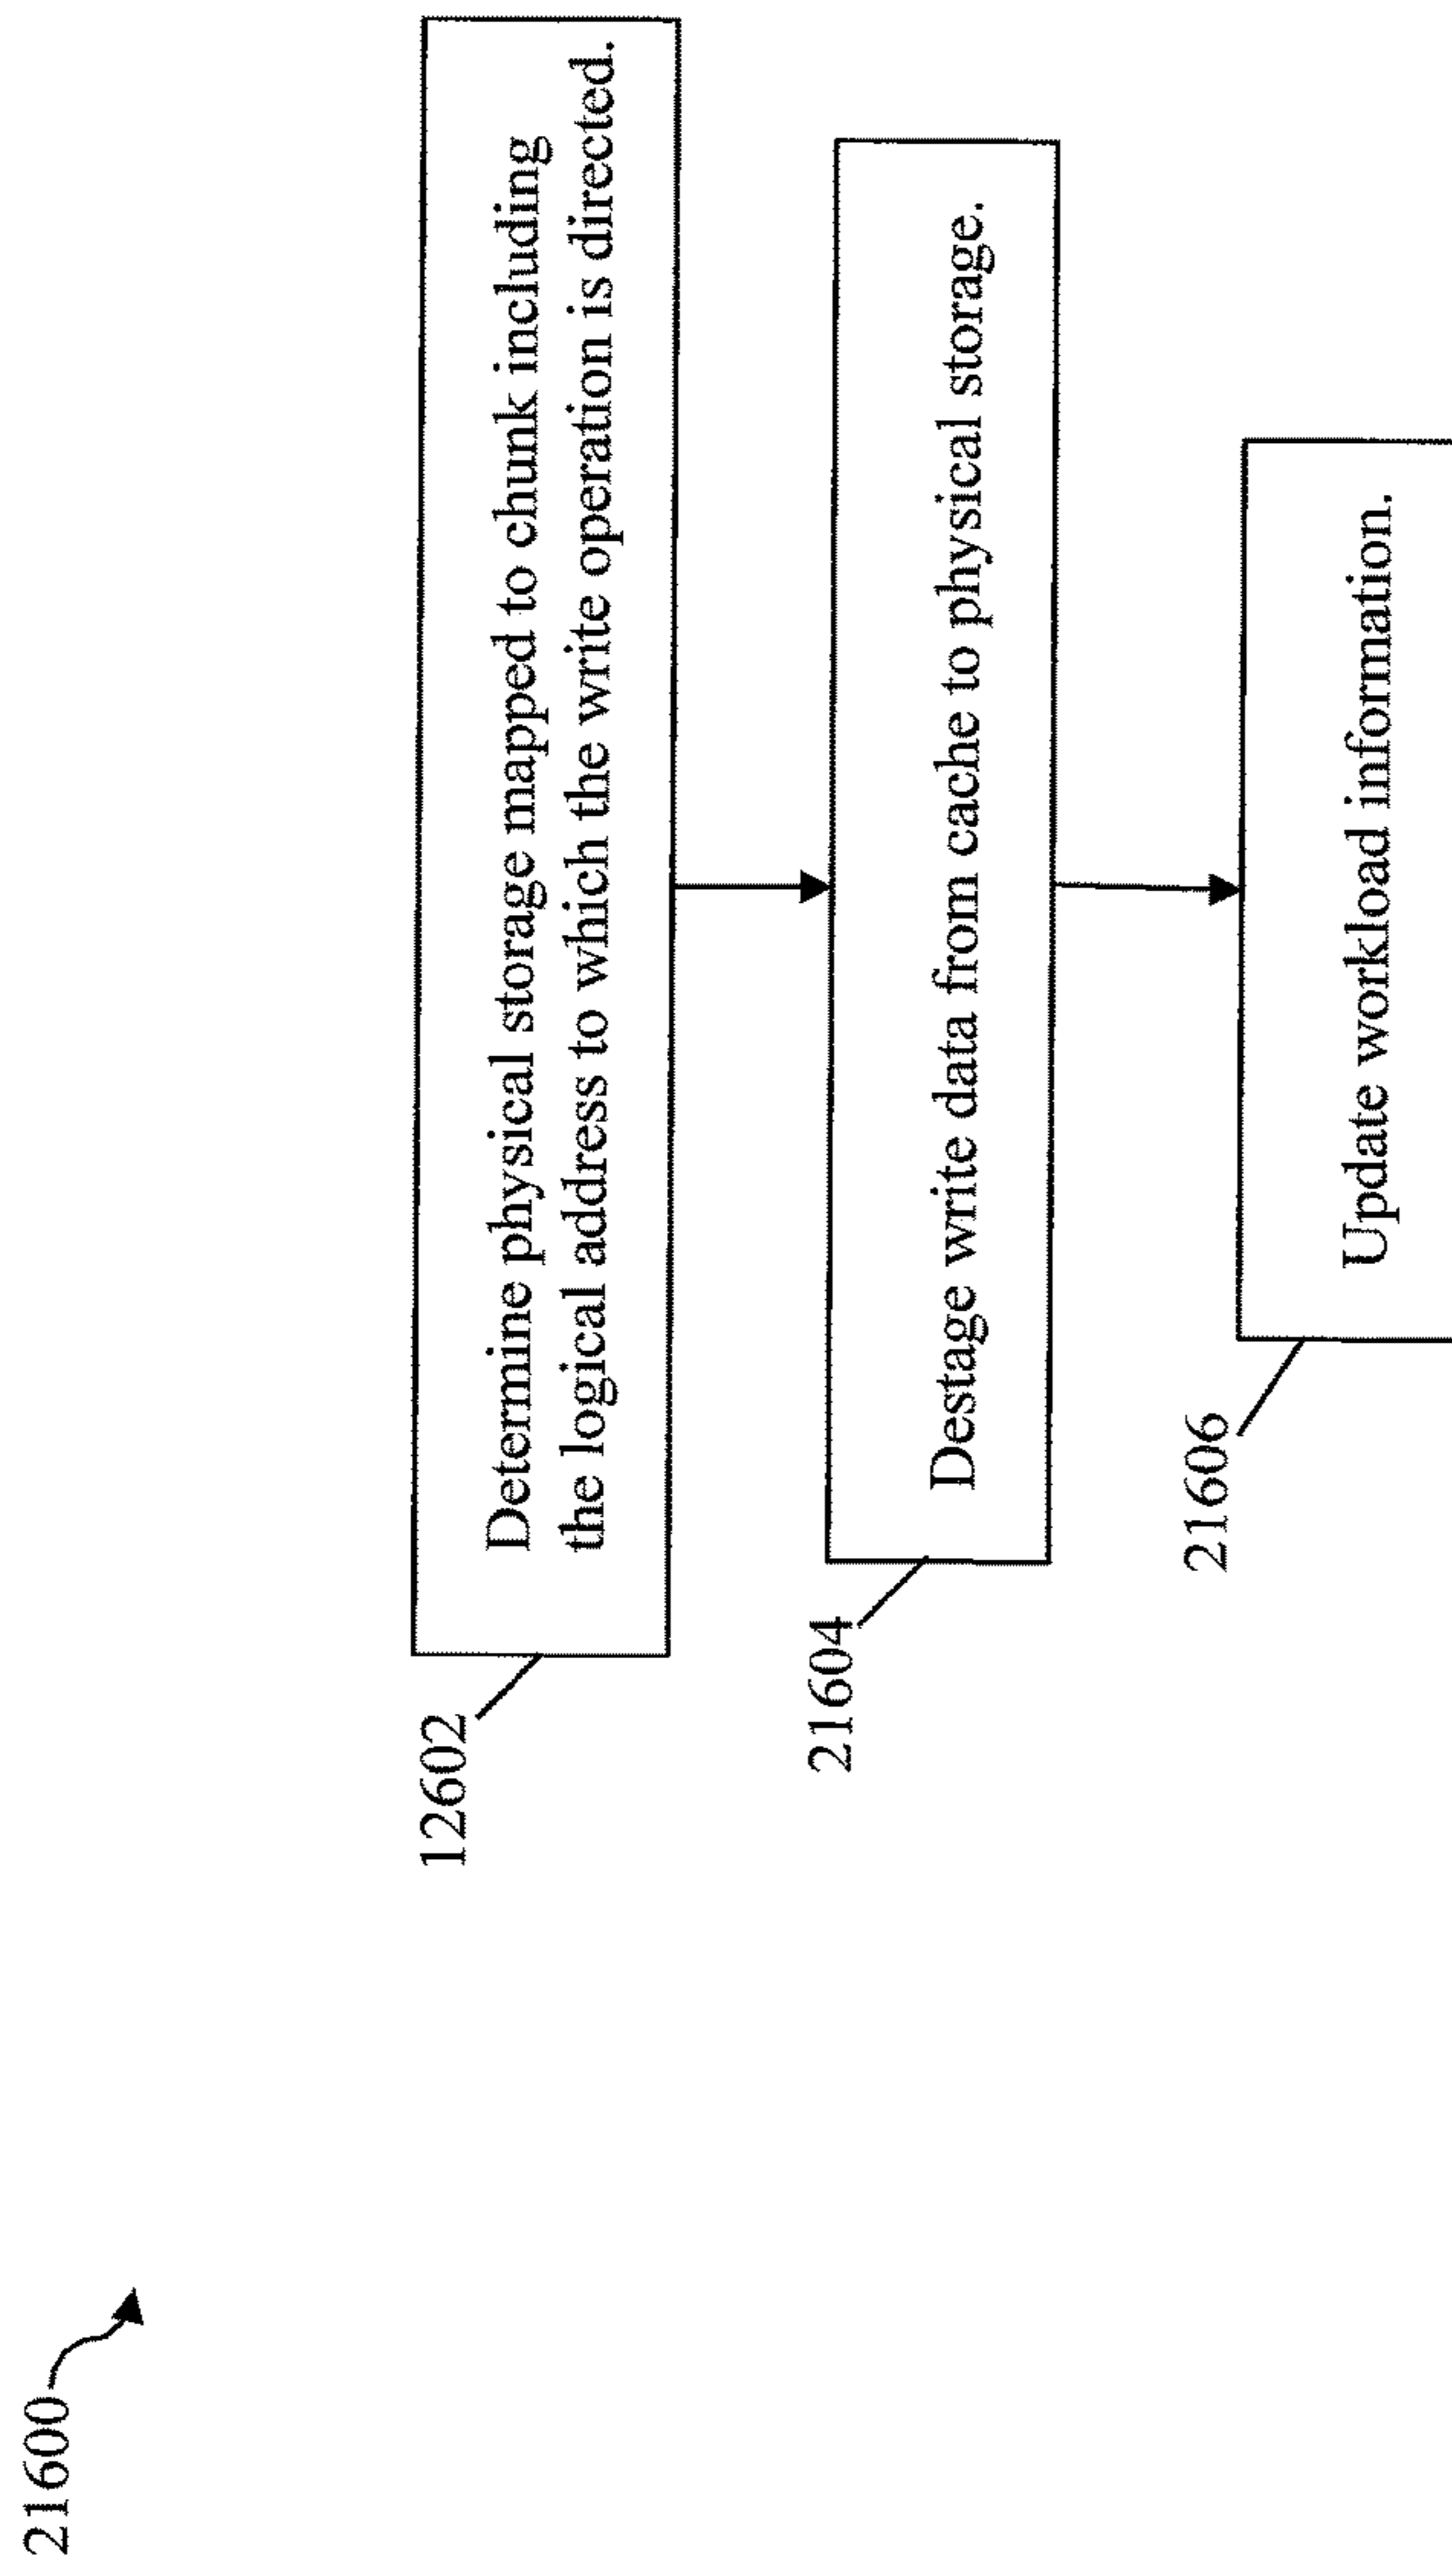 21600
12602
Determine physical storage mapped to chunk including
the logical address to which the write operation is directed.
21604
Destage write data from cache to physical storage.
21606
Update workload information.